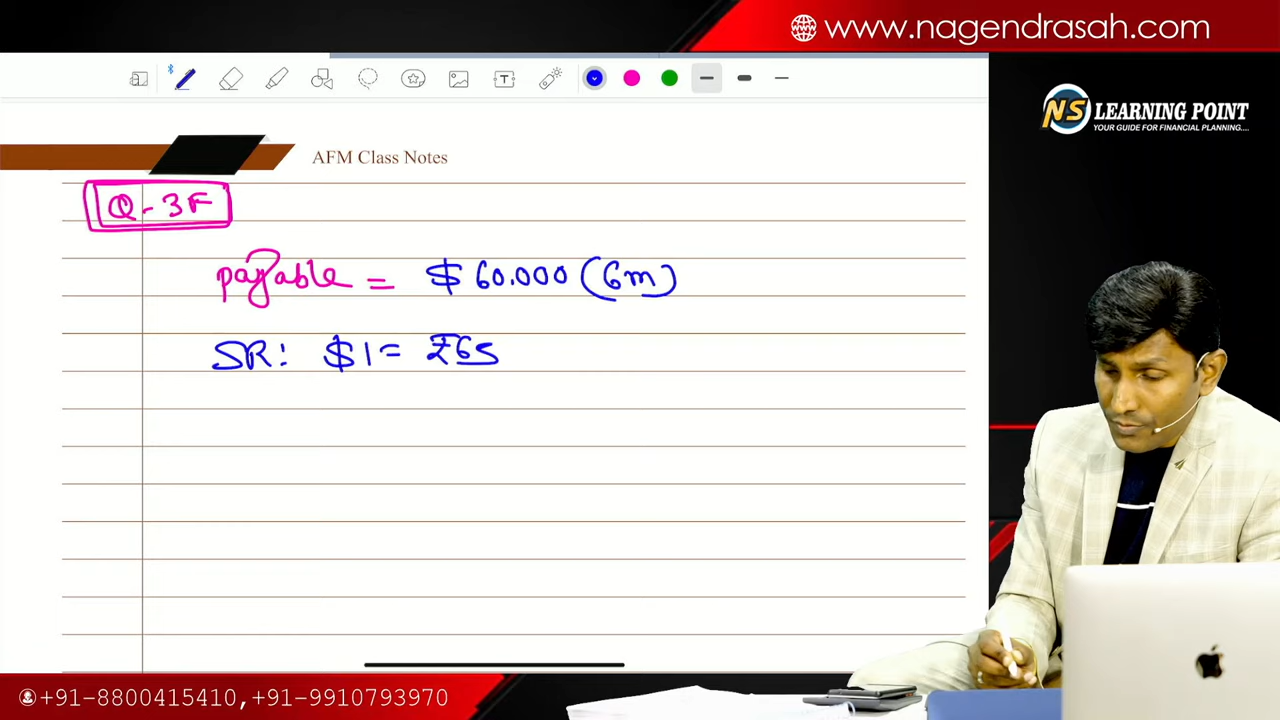 www.nagendrasah.com
NS LEARNING POINT
YOUR GUIDE FOR FINANCIAL PLANNING....
AFM Class Notes
Q-3F
payable = $60.000 (6m)
SR: $1 = ₹65
+91-8800415410,+91-9910793970